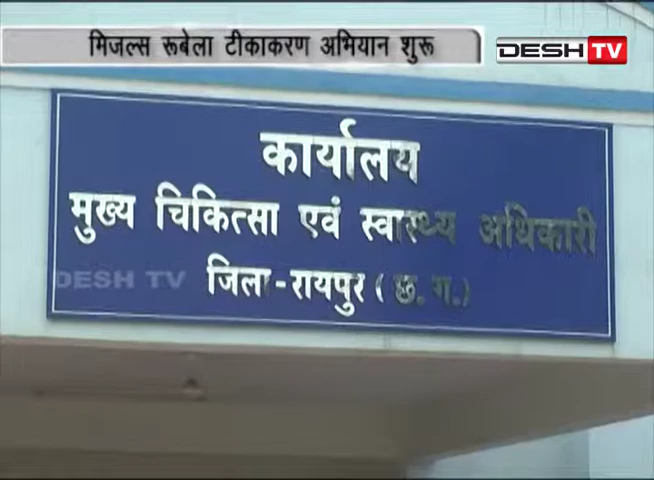 मिजल्स रूबेला टीकाकरण अभियान शुरू
DESH TV
कार्यालय
मुख्य चिकित्सा एवं स्वास्थ्य अधिकारी
DESH TV
जिला-रायपुर (छ.ग.)